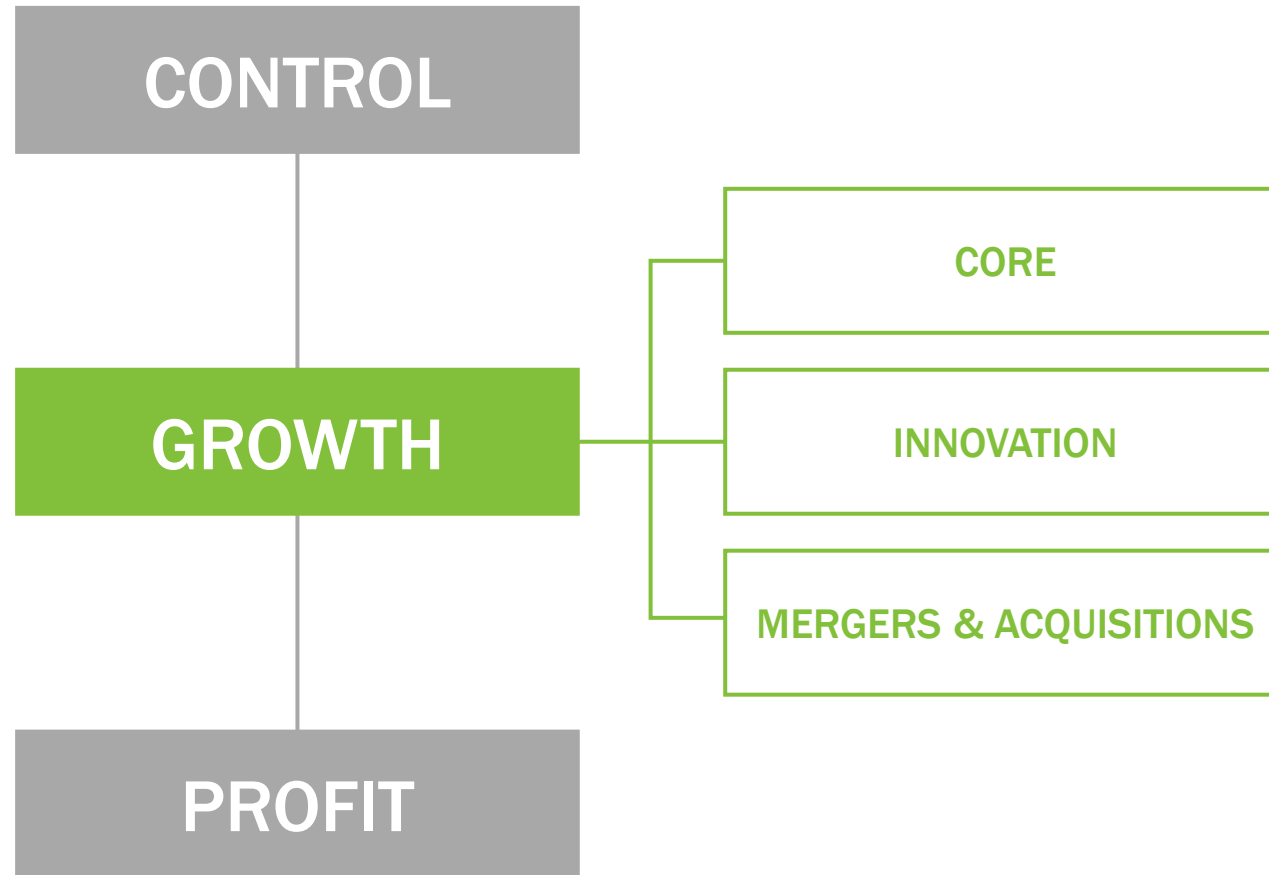 CONTROL
CORE
GROWTH
INNOVATION
MERGERS & ACQUISITIONS
PROFIT